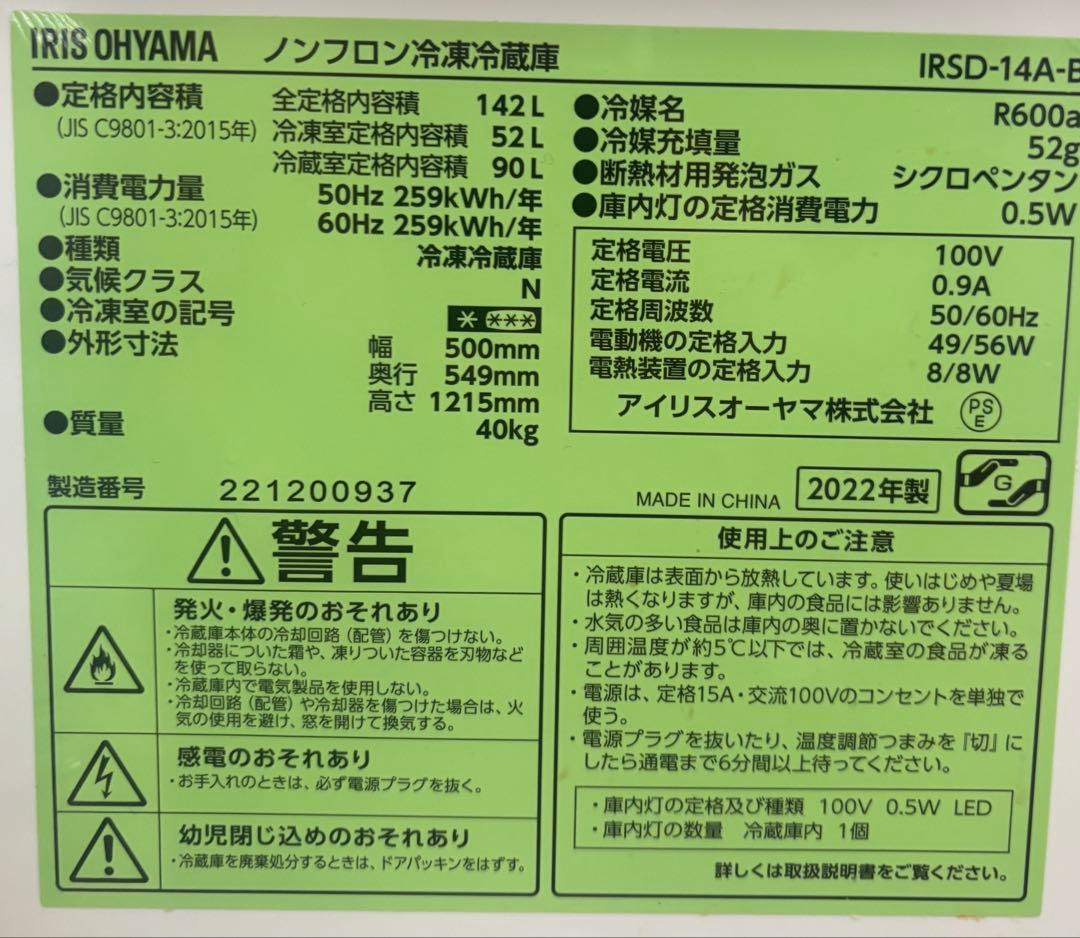 IRIS OHYAMA ノンフロン冷凍冷蔵庫 IRSD-14A-B
●定格内容積 全定格内容積 142L
(JIS C9801-3:2015年) 冷凍室定格内容積 52L
冷蔵室定格内容積 90L
●消費電力量 50Hz 259kWh/年
(JIS C9801-3:2015年) 60Hz 259kWh/年
●種類 冷凍冷蔵庫
●気候クラス N
●冷凍室の記号
●外形寸法 幅 500mm
奥行 549mm
高さ 1215mm
●質量 40kg
●冷媒名 R600a
●冷媒充填量 52g
●断熱材用発泡ガス シクロペンタン
●庫内灯の定格消費電力 0.5W
定格電圧 100V
定格電流 0.9A
定格周波数 50/60Hz
電動機の定格入力 49/56W
電熱装置の定格入力 8/8W
アイリスオーヤマ株式会社 PSE
製造番号 221200937
MADE IN CHINA 2022年製 G
警告
発火・爆発のおそれあり
・冷蔵庫本体の冷却回路（配管）を傷つけない。
・冷却器についた霜や、凍りついた容器を刃物など
を使って取らない。
・冷蔵庫内で電気製品を使用しない。
・冷却回路（配管）や冷却器を傷つけた場合は、火
気の使用を避け、窓を開けて換気する。
感電のおそれあり
・お手入れのときは、必ず電源プラグを抜く。
幼児閉じ込めのおそれあり
・冷蔵庫を廃棄処分するときは、ドアパッキンをはずす。
使用上のご注意
・冷蔵庫は表面から放熱しています。使いはじめや夏場
は熱くなりますが、庫内の食品には影響ありません。
・水気の多い食品は庫内の奥に置かないでください。
・周囲温度が約5℃以下では、冷蔵室の食品が凍る
ことがあります。
・電源は、定格15A・交流100Vのコンセントを単独で
使う。
・電源プラグを抜いたり、温度調節つまみを『切』に
したら通電まで6分間以上待ってください。
・庫内灯の定格及び種類 100V 0.5W LED
・庫内灯の数量 冷蔵庫内 1個
詳しくは取扱説明書をご覧ください。